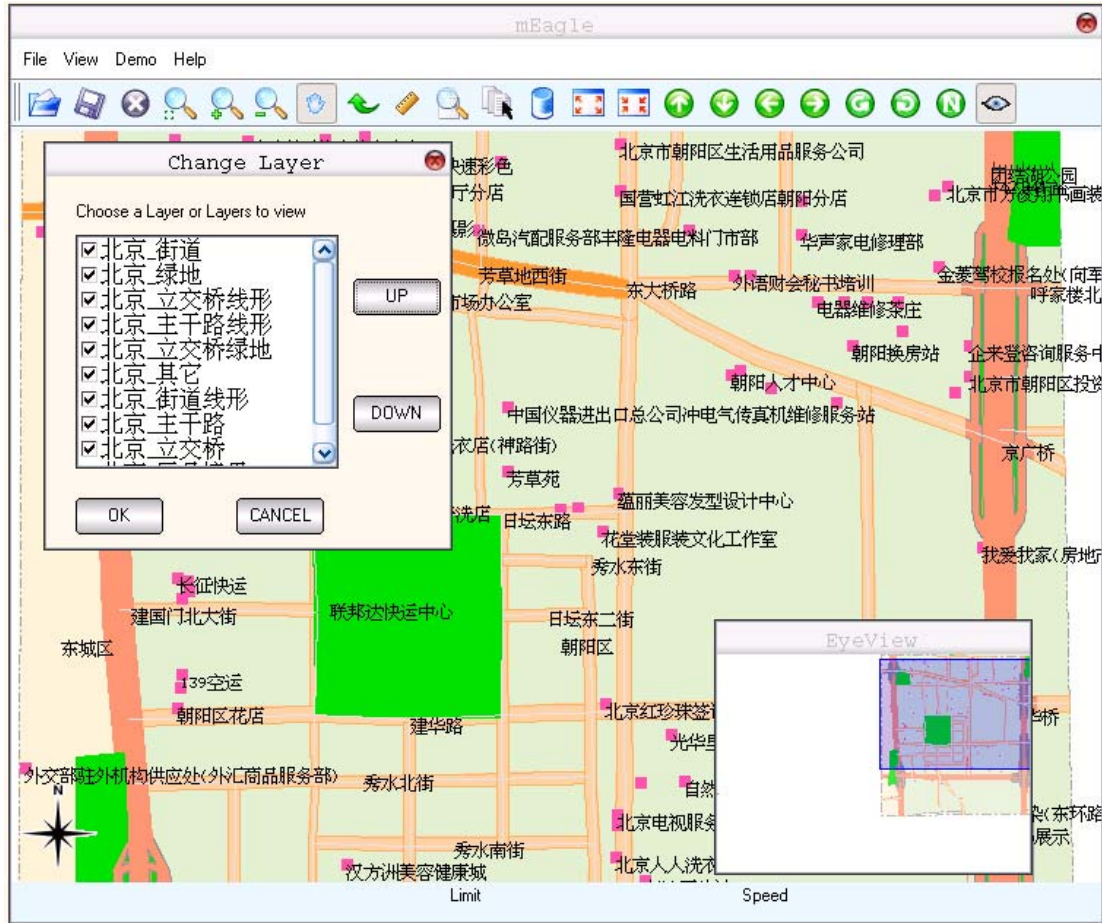 mEagle
File View Demo Help
Change Layer
Choose a Layer or Layers to view
北京_街道
北京_绿地
北京_立交桥线形
北京_主干路线形
北京_立交桥绿地
北京_其它
北京_街道线形
北京_主干路
北京_立交桥
UP
DOWN
OK
CANCEL
快速彩色
厅分店
北京市朝阳区生活用品服务公司
国营虹江洗衣连锁店朝阳分店
团结湖公园
微岛汽配服务部丰隆电器电料门市部
华声家电修理部
芳草地西街
东大桥路
外语财会秘书培训
金菱驾校报名处(向军
呼家楼北
市场办公室
电器维修茶庄
朝阳换房站
企来登咨询服务中
朝阳人才中心
北京市朝阳区投资
中国仪器进出口总公司冲电气传真机维修服务站
衣店(神路街)
京广桥
芳草苑
蕴丽美容发型设计中心
洗店
日坛东路
花堂装服装文化工作室
秀水东街
我爱我家(房地产
长征快运
建国门北大街
联邦达快运中心
日坛东二街
东城区
朝阳区
EyeView
139空运
朝阳区花店
建华路
北京红珍珠签
华桥
光华里
外交部驻外机构供应处(外汇商品服务部)
秀水北街
自然
N
北京电视服务
(东环路
展示
秀水南街
汉方洲美容健康城
北京人人洗衣
Limit
Speed